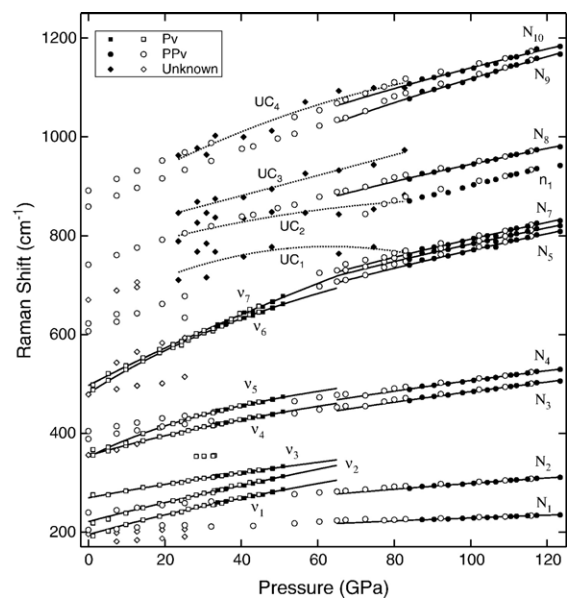 1200
1000
800
600
400
200
Raman Shift (cm⁻¹)
Pv
PPv
Unknown
UC₄
UC₃
UC₂
UC₁
ν₇
ν₆
ν₅
ν₄
ν₃
ν₂
ν₁
N₁₀
N₉
N₈
n₁
N₇
N₅
N₄
N₃
N₂
N₁
0 20 40 60 80 100 120
Pressure (GPa)